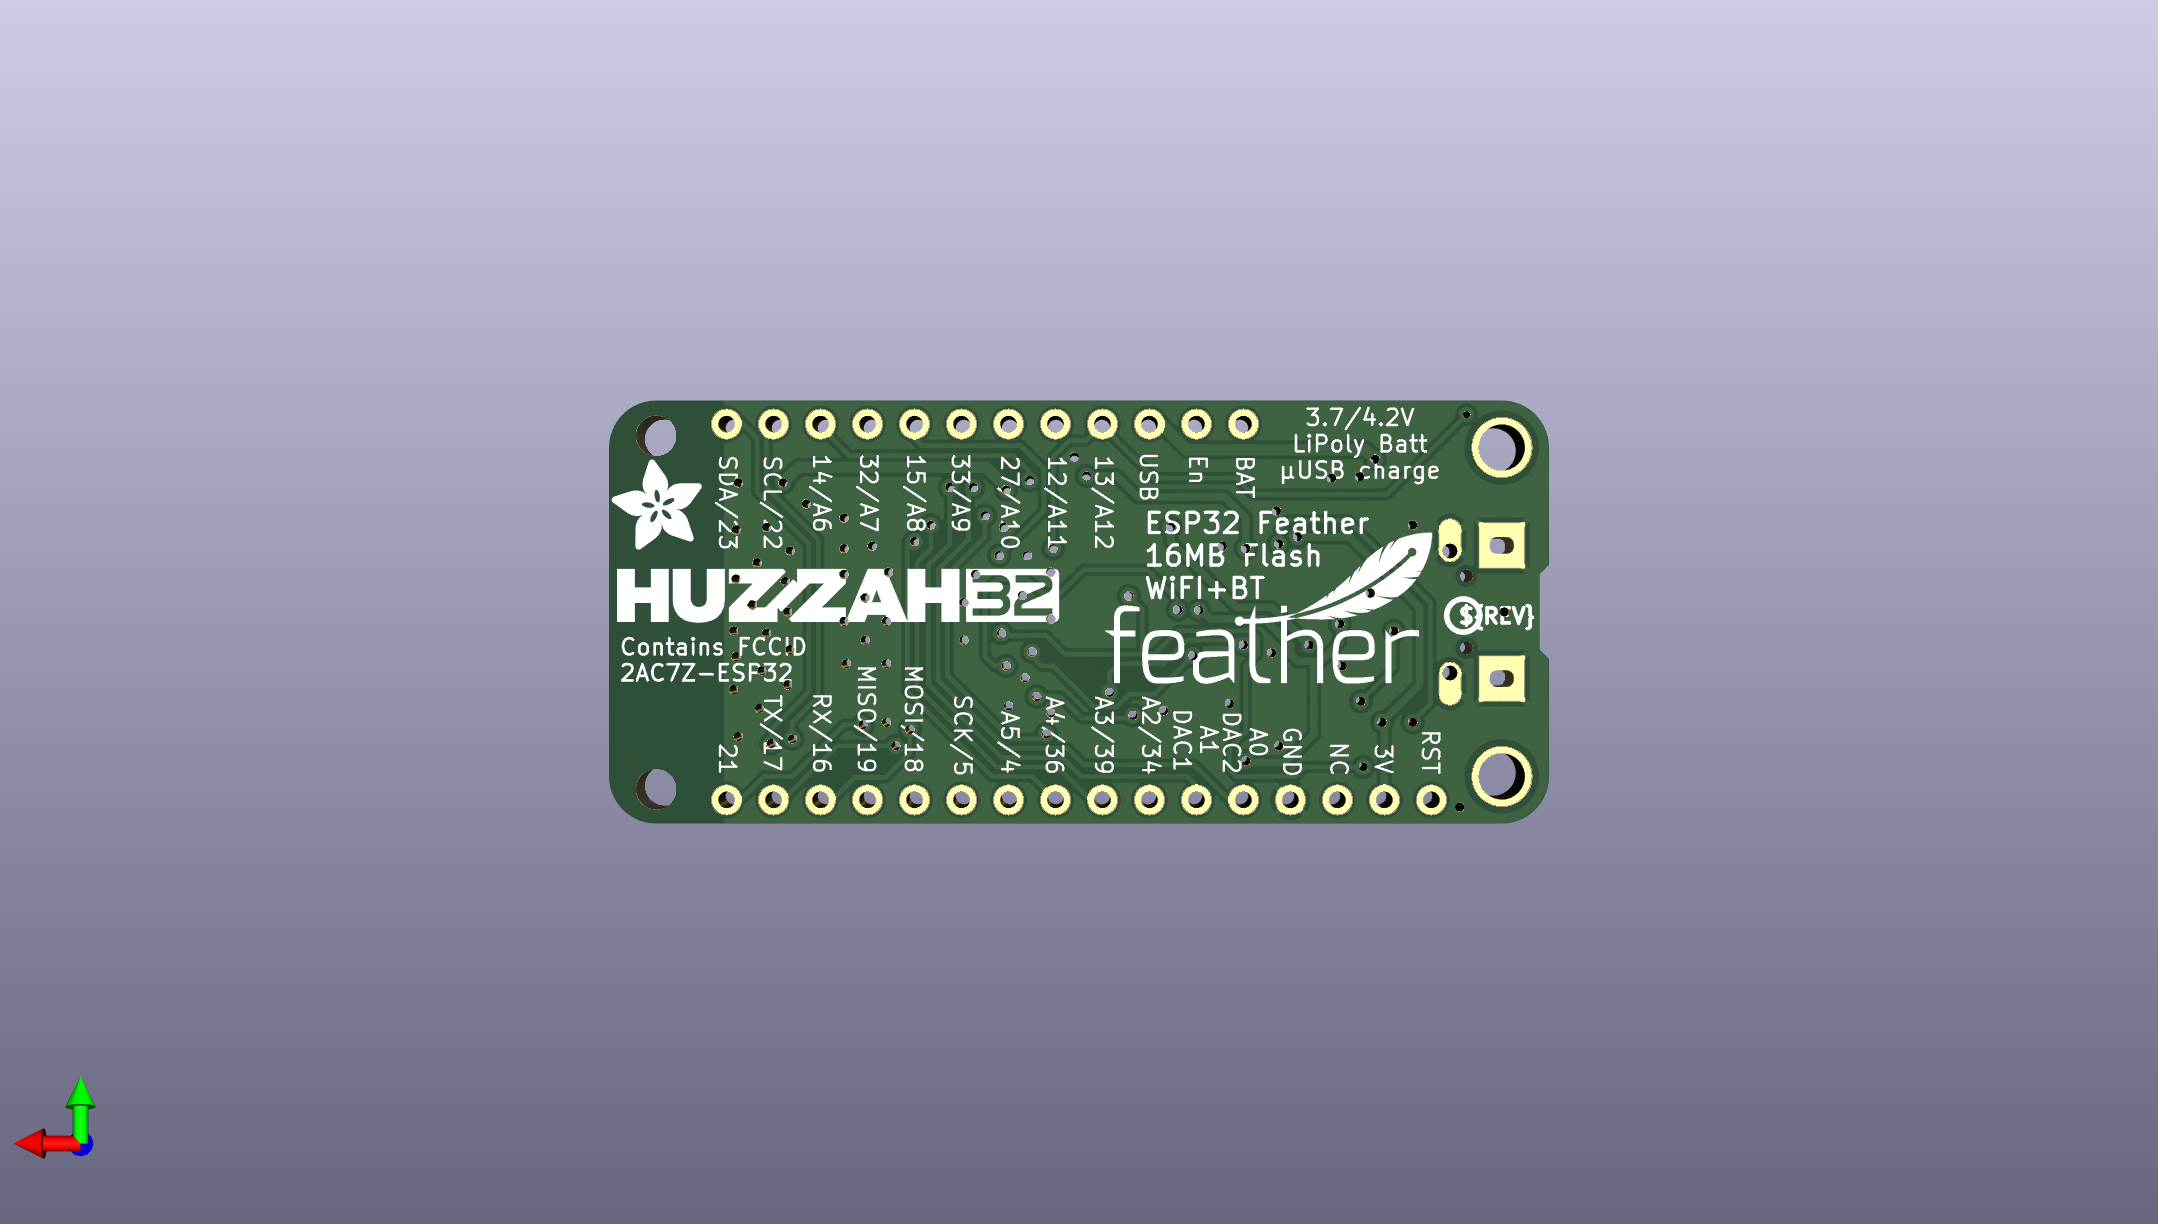 3.7/4.2V
LiPoly Batt
µUSB charge
SDA/23
SCL/22
14/A6
32/A7
15/A8
33/A9
27/A10
12/A11
13/A12
USB
En
BAT
ESP32 Feather
16MB Flash
WiFI+BT
HUZZAH32
feather
${REV}
Contains FCCID
2AC7Z-ESP32
21
TX/17
RX/16
MISO/19
MOSI/18
SCK/5
A5/4
A4/36
A3/39
A2/34
DAC1
A1
DAC2
A0
GND
NC
3V
RST